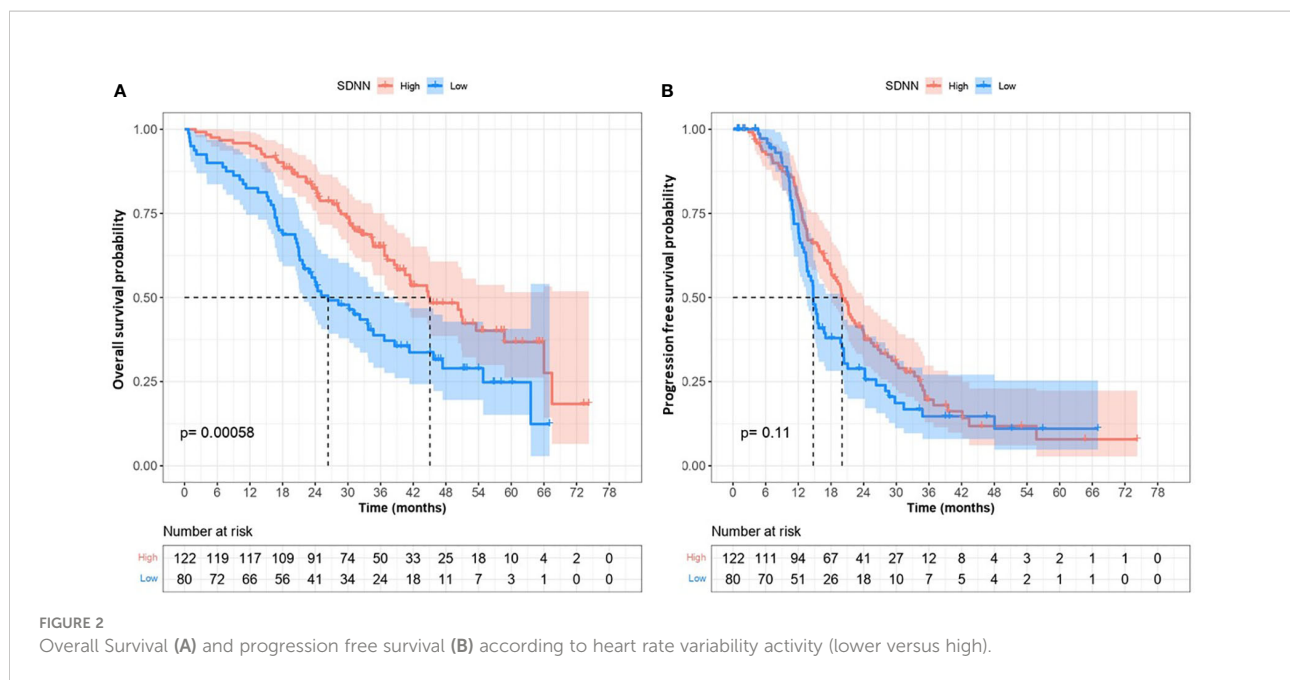 A
SDNN High Low
1.00
0.75
0.50
0.25
0.00
Overall survival probability
p= 0.00058
0 6 12 18 24 30 36 42 48 54 60 66 72 78
Time (months)
Number at risk
High 122 119 117 109 91 74 50 33 25 18 10 4 2 0
Low 80 72 66 56 41 34 24 18 11 7 3 1 0 0
B
SDNN High Low
1.00
0.75
0.50
0.25
0.00
Progression free survival probability
p= 0.11
0 6 12 18 24 30 36 42 48 54 60 66 72 78
Time (months)
Number at risk
High 122 111 94 67 41 27 12 8 4 3 2 1 1 0
Low 80 70 51 26 18 10 7 5 4 2 1 1 0 0
FIGURE 2
Overall Survival (A) and progression free survival (B) according to heart rate variability activity (lower versus high).